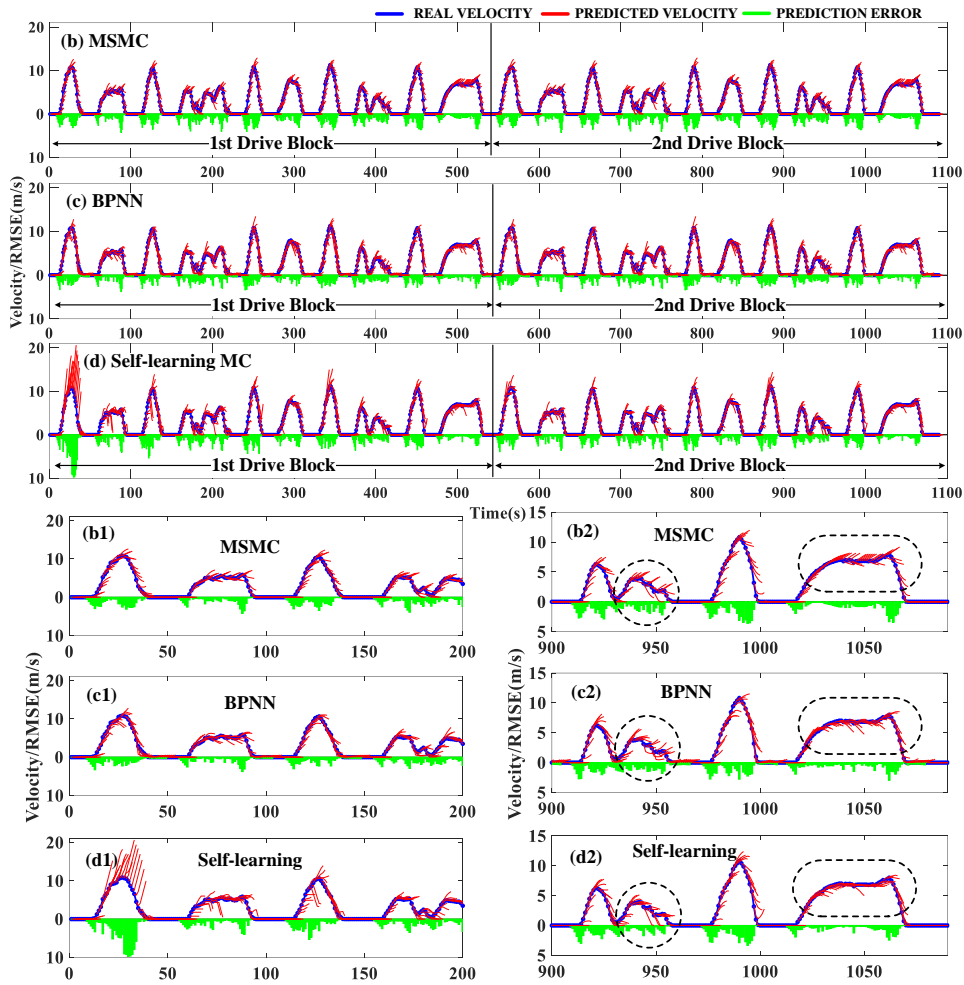 REAL VELOCITY PREDICTED VELOCITY PREDICTION ERROR
(b) MSMC
20
10
0
10
1st Drive Block 2nd Drive Block
0 100 200 300 400 500 600 700 800 900 1000 1100
(c) BPNN
20
10
0
10
1st Drive Block 2nd Drive Block
0 100 200 300 400 500 600 700 800 900 1000 1100
Velocity/RMSE(m/s)
(d) Self-learning MC
20
10
0
10
1st Drive Block 2nd Drive Block
0 100 200 300 400 500 600 700 800 900 1000 1100
Time(s)
(b1) MSMC
20
10
0
10
0 50 100 150 200
(b2) MSMC
15
10
5
0
5
900 950 1000 1050
(c1) BPNN
20
10
0
10
0 50 100 150 200
Velocity/RMSE(m/s)
(c2) BPNN
15
10
5
0
5
900 950 1000 1050
Velocity/RMSE(m/s)
(d1) Self-learning
20
10
0
10
0 50 100 150 200
(d2) Self-learning
15
10
5
0
5
900 950 1000 1050